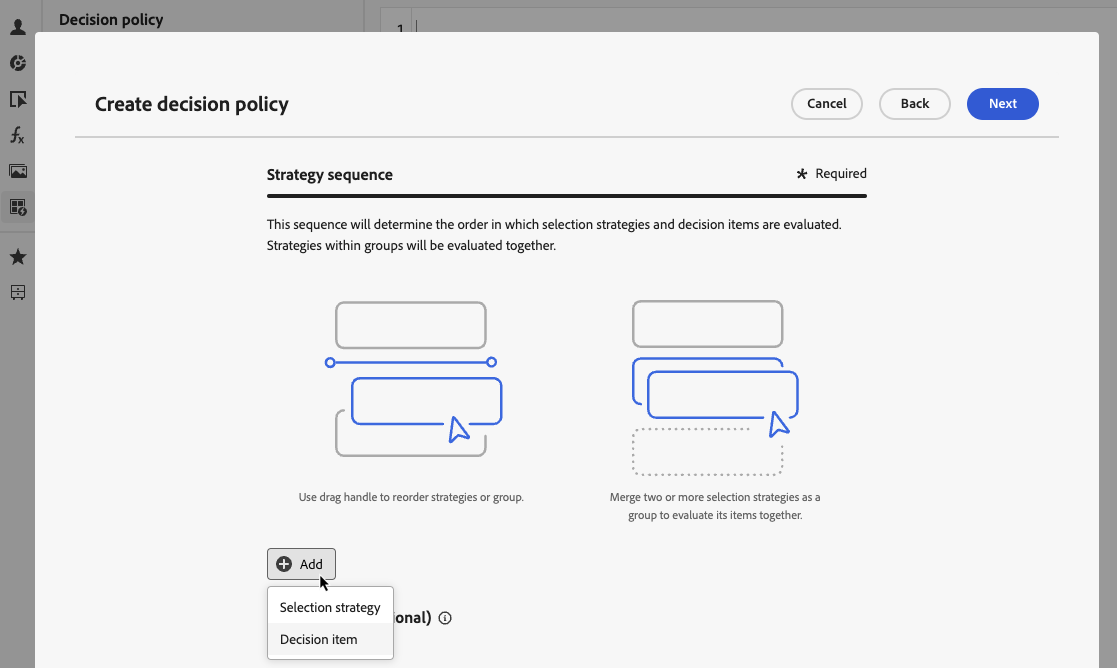 Decision policy
1
Create decision policy
Cancel
Back
Next
Strategy sequence
Required
This sequence will determine the order in which selection strategies and decision items are evaluated.
Strategies within groups will be evaluated together.
Use drag handle to reorder strategies or group.
Merge two or more selection strategies as a
group to evaluate its items together.
Add
Selection strategy
Decision item